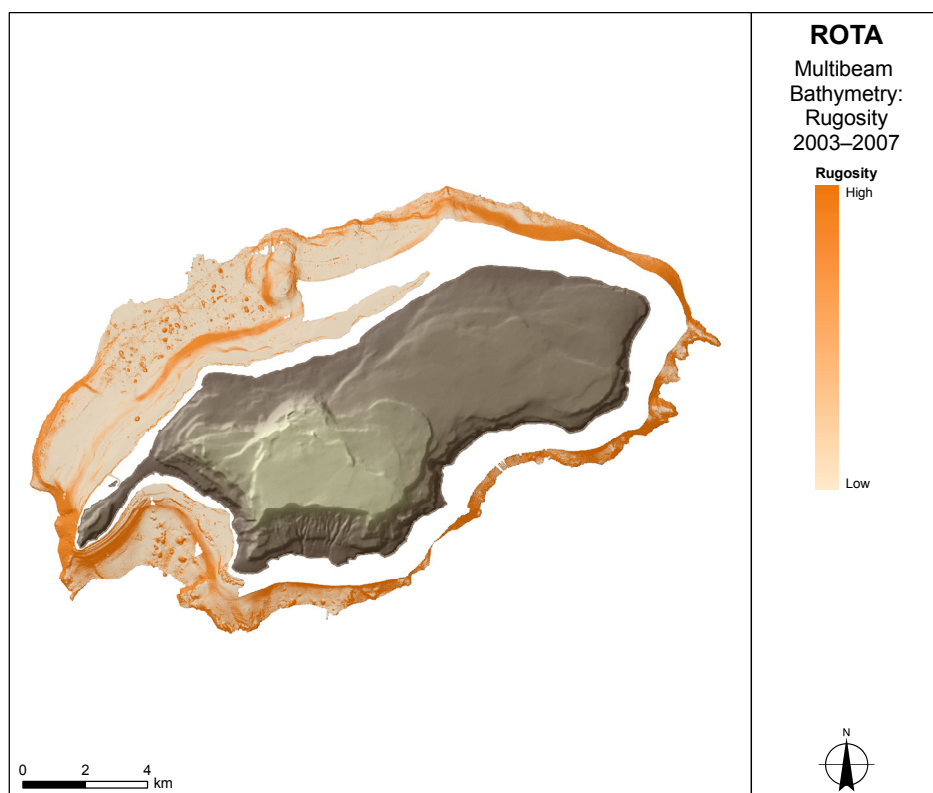 ROTA
Multibeam
Bathymetry:
Rugosity
2003–2007
Rugosity
High
Low
N
0 2 4
km